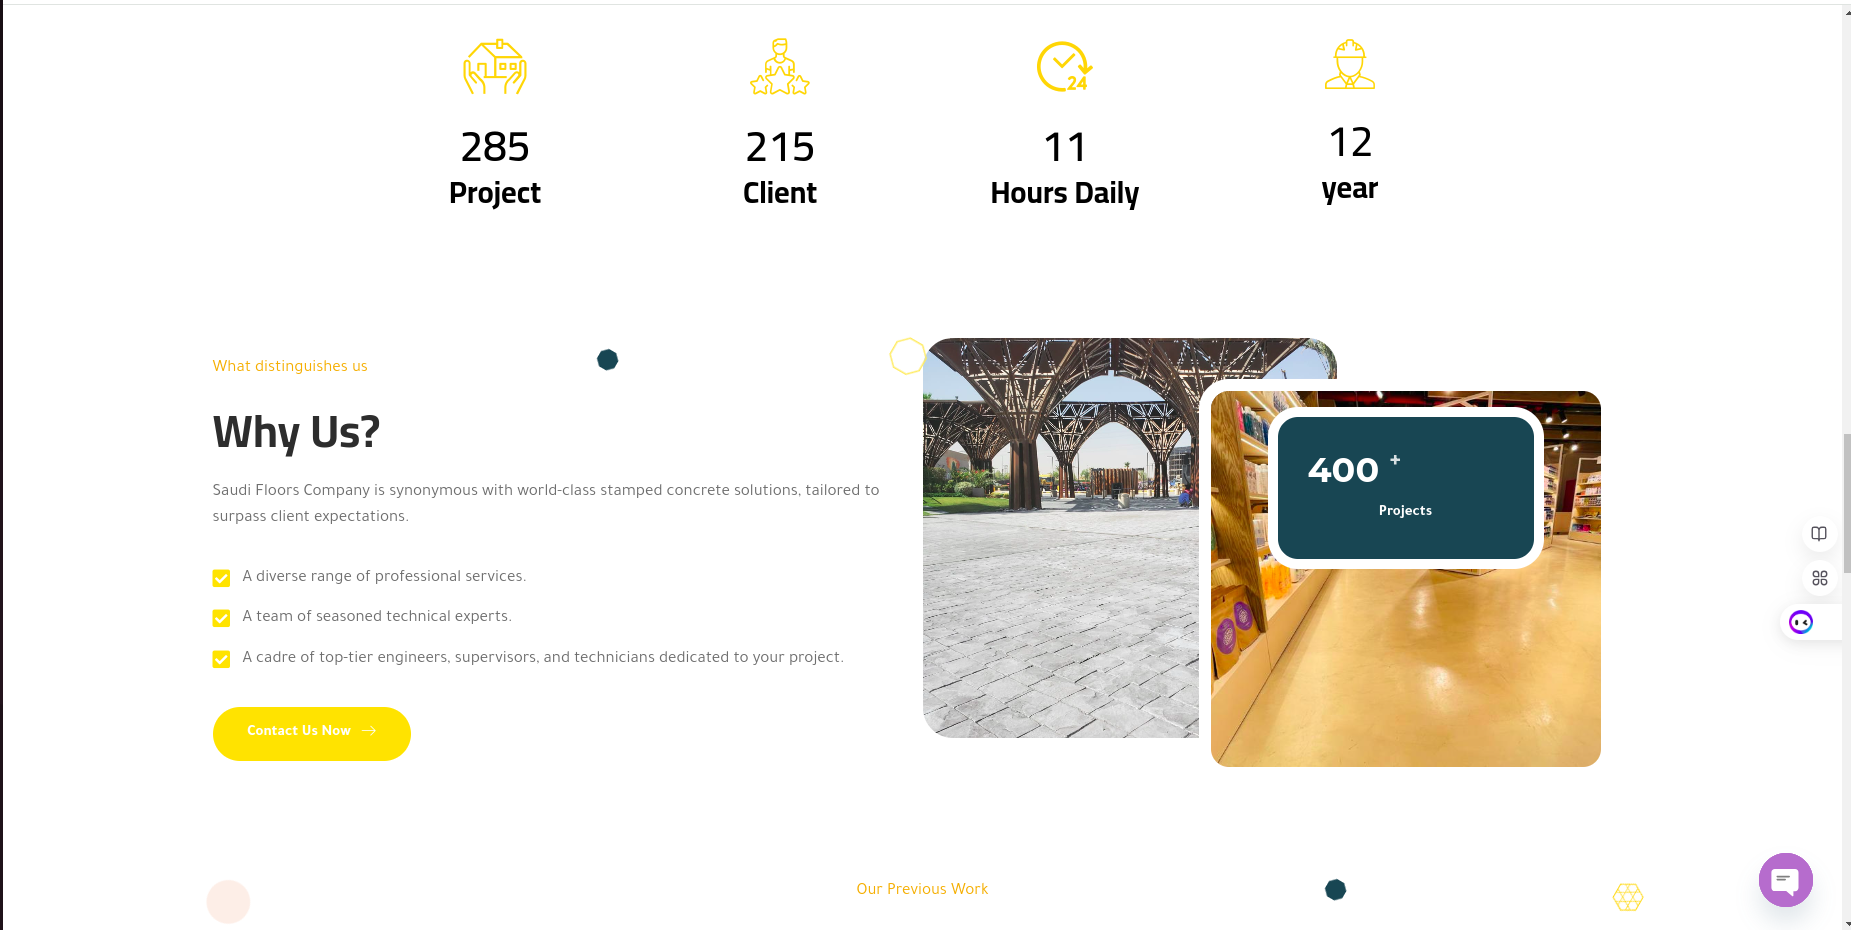 24
285
Project
215
Client
11
Hours Daily
12
year
What distinguishes us
Why Us?
Saudi Floors Company is synonymous with world-class stamped concrete solutions, tailored to
surpass client expectations.
A diverse range of professional services.
A team of seasoned technical experts.
A cadre of top-tier engineers, supervisors, and technicians dedicated to your project.
Contact Us Now →
400 +
Projects
Our Previous Work